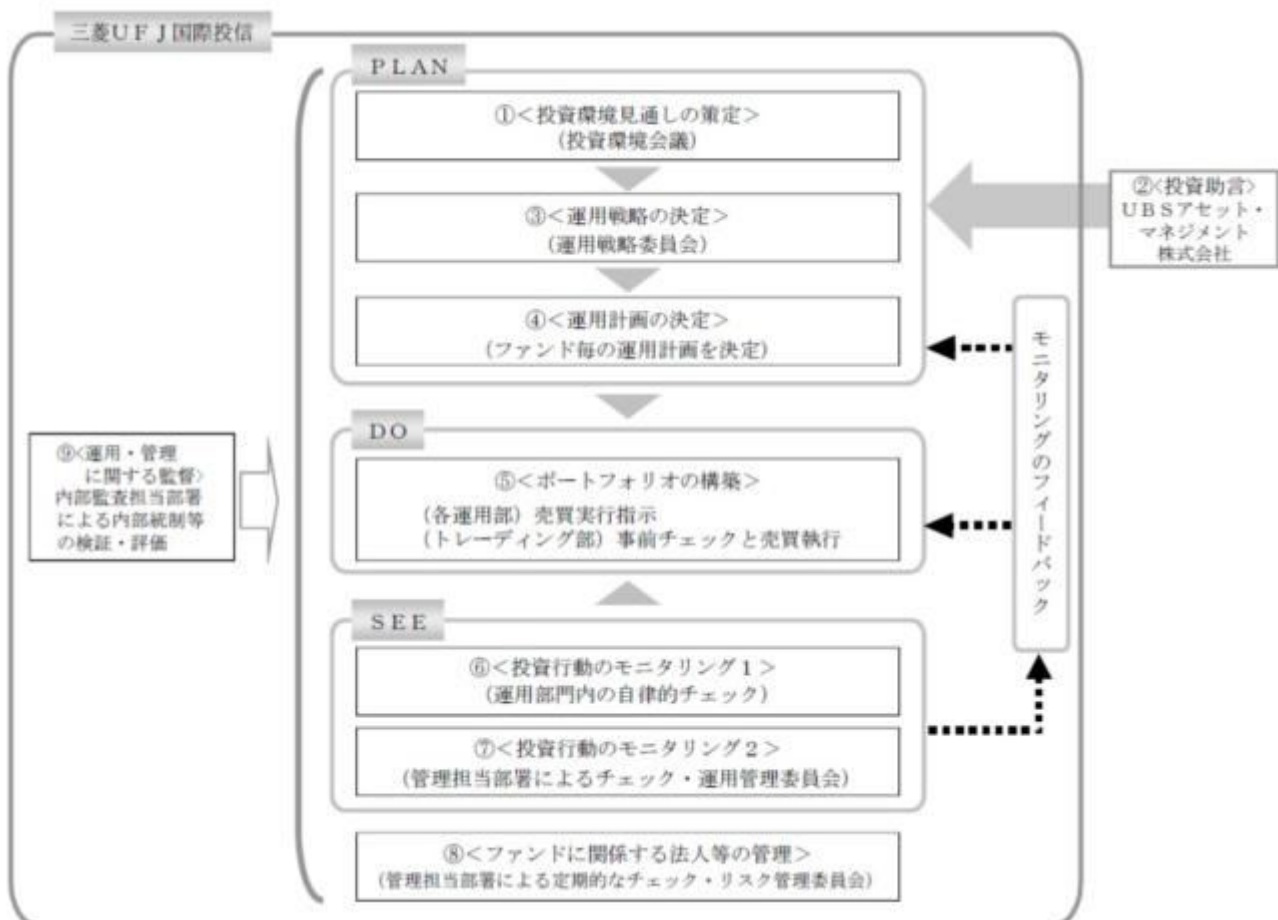 三菱UFJ国際投信
PLAN
①<投資環境見通しの策定>
(投資環境会議)
③<運用戦略の決定>
(運用戦略委員会)
④<運用計画の決定>
(ファンド毎の運用計画を決定)
②<投資助言>
UBSアセット・
マネジメント
株式会社
モニタリングのフィードバック
DO
⑤<ポートフォリオの構築>
(各運用部)売買実行指示
(トレーディング部)事前チェックと売買執行
⑨<運用・管理
に関する監督>
内部監査担当部署
による内部統制等
の検証・評価
SEE
⑥<投資行動のモニタリング1>
(運用部門内の自律的チェック)
⑦<投資行動のモニタリング2>
(管理担当部署によるチェック・運用管理委員会)
⑧<ファンドに関係する法人等の管理>
(管理担当部署による定期的なチェック・リスク管理委員会)